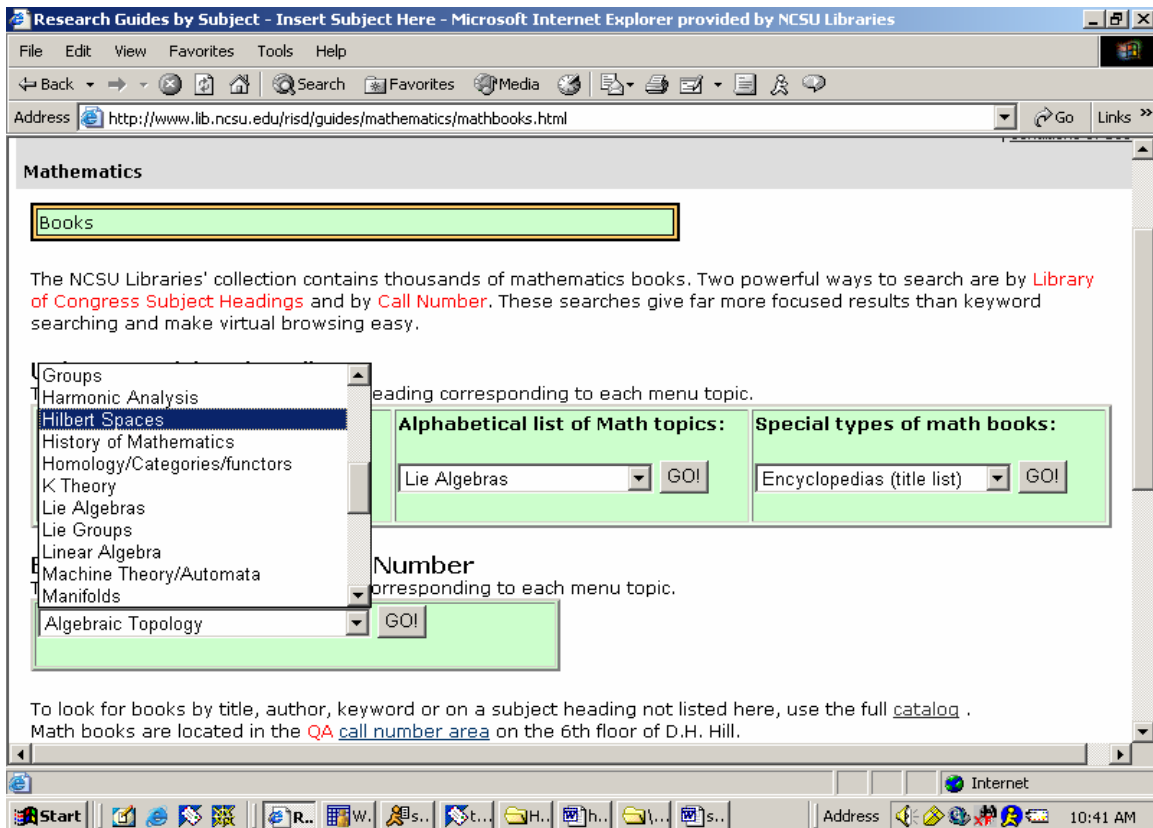 Research Guides by Subject - Insert Subject Here - Microsoft Internet Explorer provided by NCSU Libraries
File Edit View Favorites Tools Help
Back Search Favorites Media
Address http://www.lib.ncsu.edu/risd/guides/mathematics/mathbooks.html Go Links »
Mathematics
Books
The NCSU Libraries' collection contains thousands of mathematics books. Two powerful ways to search are by Library
of Congress Subject Headings and by Call Number. These searches give far more focused results than keyword
searching and make virtual browsing easy.
Groups
Harmonic Analysis
Hilbert Spaces
History of Mathematics
Homology/Categories/functors
K Theory
Lie Algebras
Lie Groups
Linear Algebra
Machine Theory/Automata
Manifolds
eading corresponding to each menu topic.
Alphabetical list of Math topics: Special types of math books:
Lie Algebras GO! Encyclopedias (title list) GO!
Number
orresponding to each menu topic.
Algebraic Topology GO!
To look for books by title, author, keyword or on a subject heading not listed here, use the full catalog .
Math books are located in the QA call number area on the 6th floor of D.H. Hill.
Internet
Start R.. W.. s.. t... H.. h.. \... s.. Address 10:41 AM